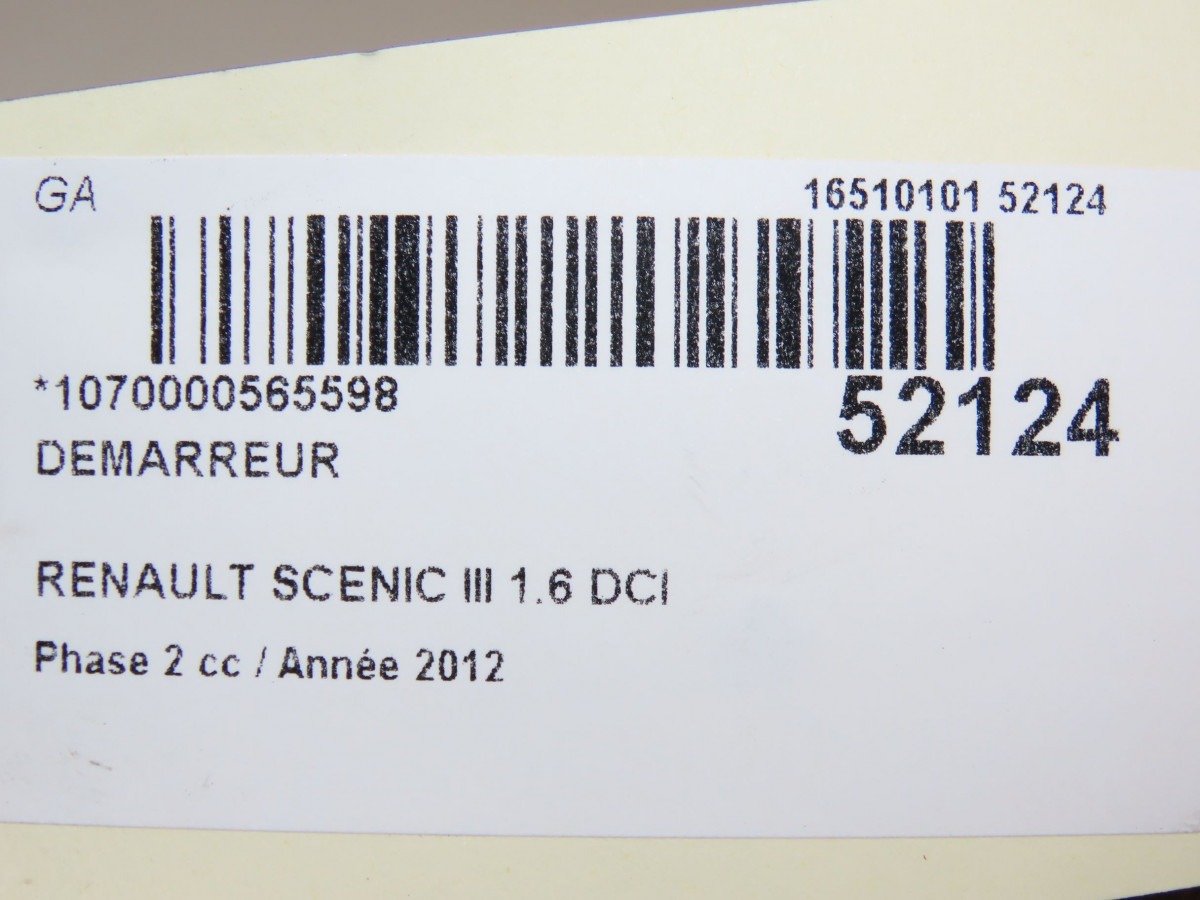 GA
16510101 52124
*1070000565598
52124
DEMARREUR
RENAULT SCENIC III 1.6 DCI
Phase 2 cc / Année 2012